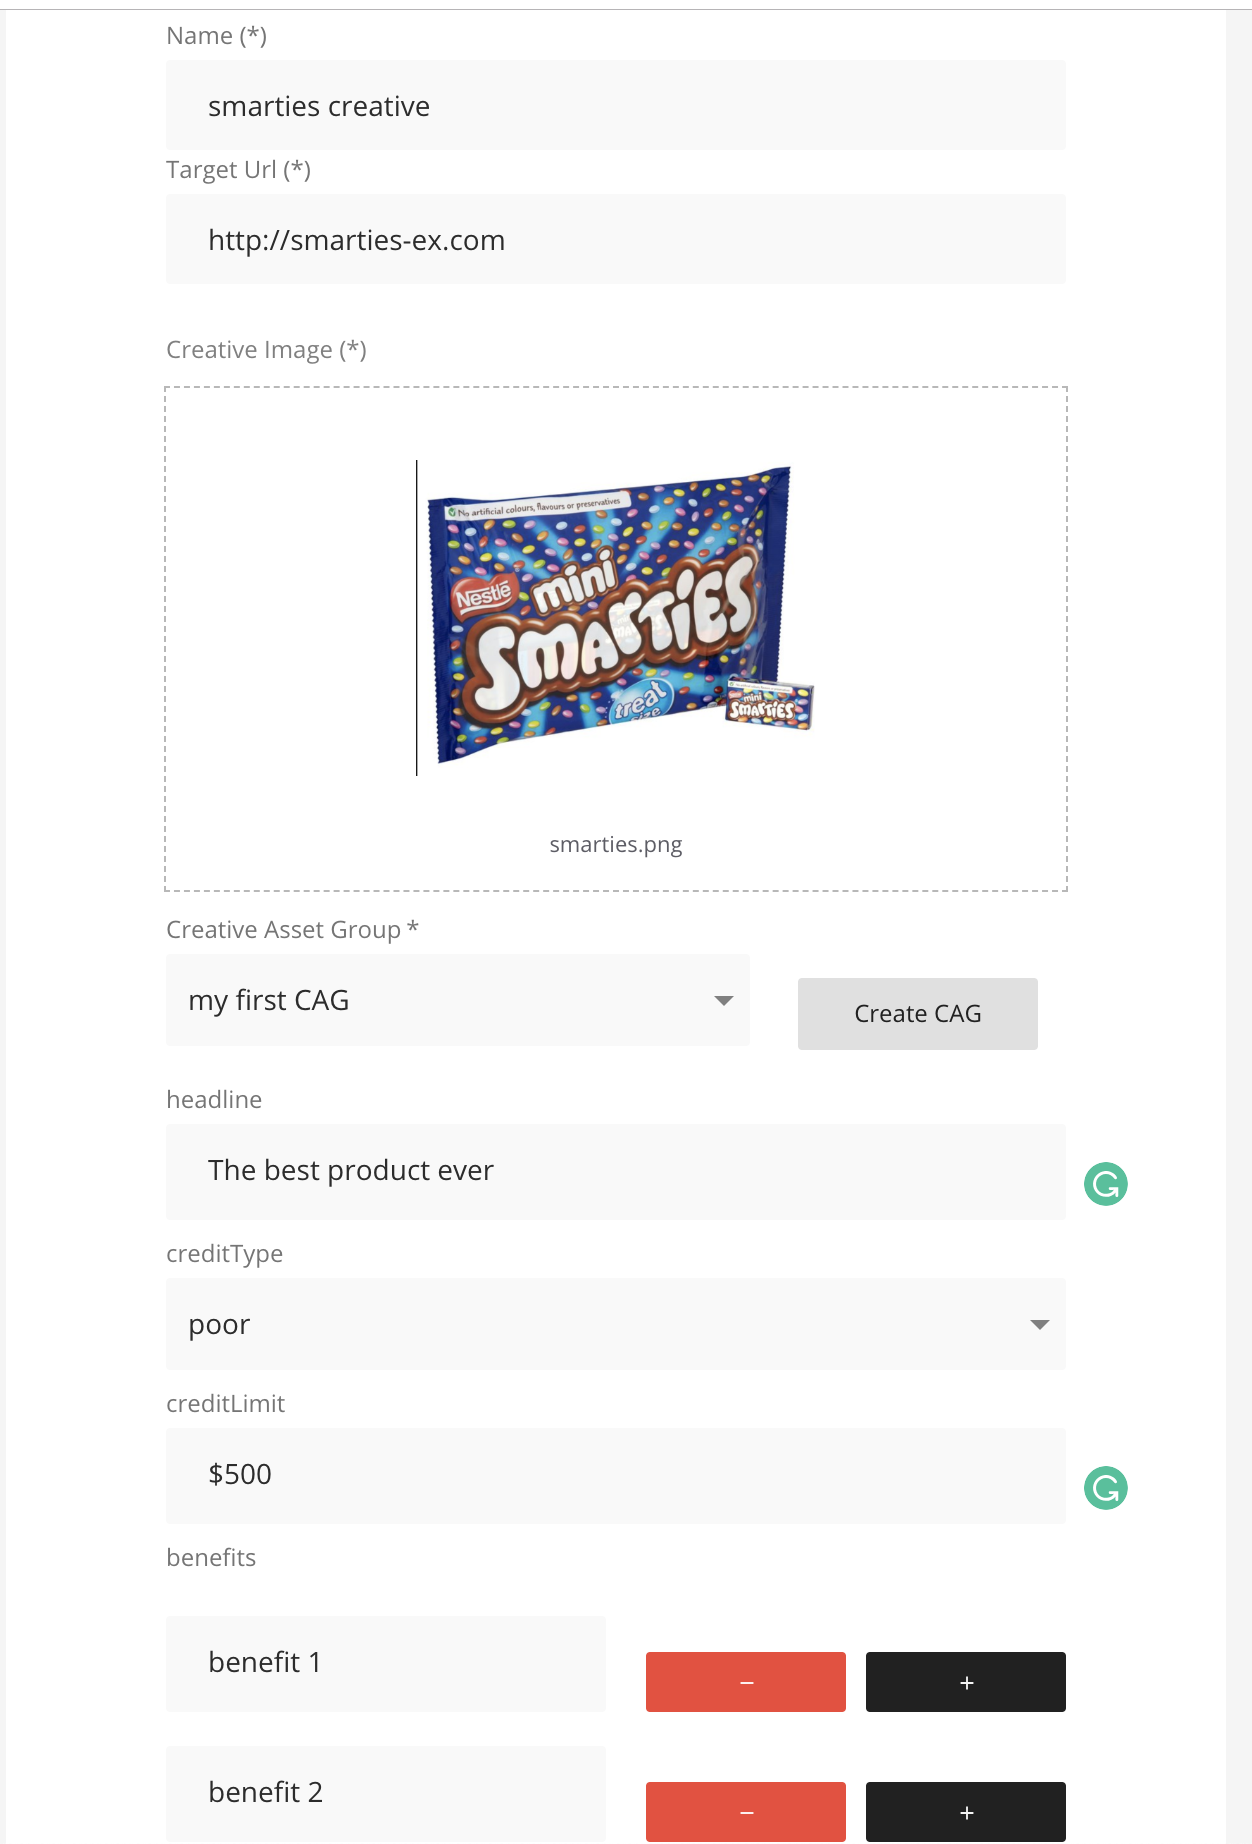 Name (*)
smarties creative
Target Url (*)
http://smarties-ex.com
Creative Image (*)
No artificial colours, flavours or preservatives
Nestlé
mini
SMARTIES
treat
size
mini
SMARTIES
smarties.png
Creative Asset Group *
my first CAG
Create CAG
headline
The best product ever
creditType
poor
creditLimit
$500
benefits
benefit 1
−
+
benefit 2
−
+